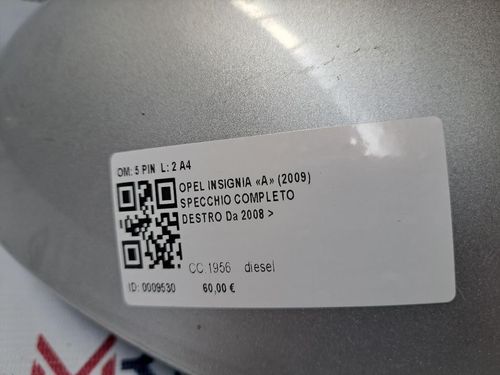 OM: 5 PIN L: 2 A4
OPEL INSIGNIA «A» (2009)
SPECCHIO COMPLETO
DESTRO Da 2008 >
CC:1956 diesel
ID: 0009530 60,00 €